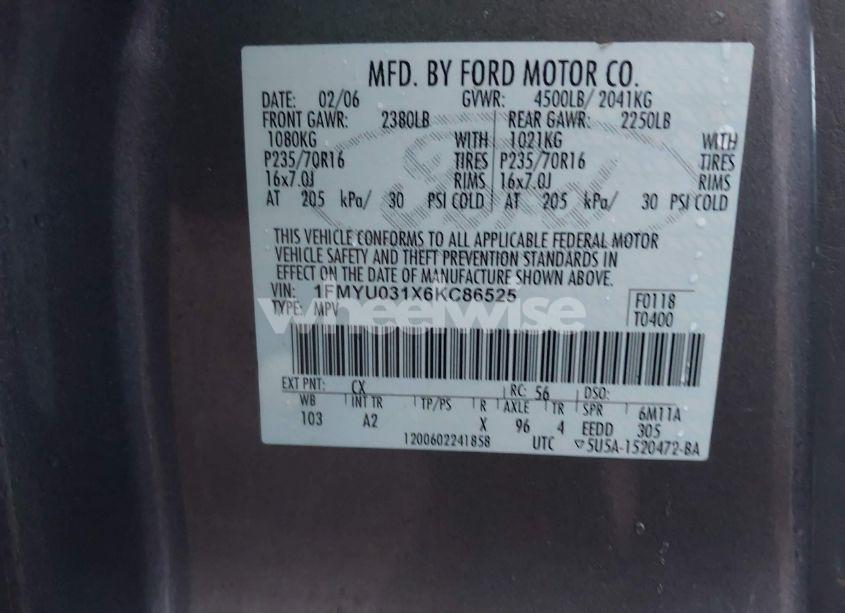 MFD. BY FORD MOTOR CO.
DATE: 02/06 GVWR: 4500LB/ 2041KG
FRONT GAWR: 2380LB REAR GAWR: 2250LB
1080KG WITH 1021KG WITH
P235/70R16 TIRES P235/70R16 TIRES
16x7.0J RIMS 16x7.0J RIMS
AT 205 kPa/ 30 PSI COLD AT 205 kPa/ 30 PSI COLD
THIS VEHICLE CONFORMS TO ALL APPLICABLE FEDERAL MOTOR
VEHICLE SAFETY AND THEFT PREVENTION STANDARDS IN
EFFECT ON THE DATE OF MANUFACTURE SHOWN ABOVE.
VIN: 1FMYU031X6KC86525 F0118
TYPE: MPV T0400
wheelwise
EXT PNT: CX RC: 56 DSO:
WB INT TR TP/PS R AXLE TR SPR 6M11A
103 A2 X 96 4 EEDD 305
1200602241858 UTC ▽5U5A-1520472-BA